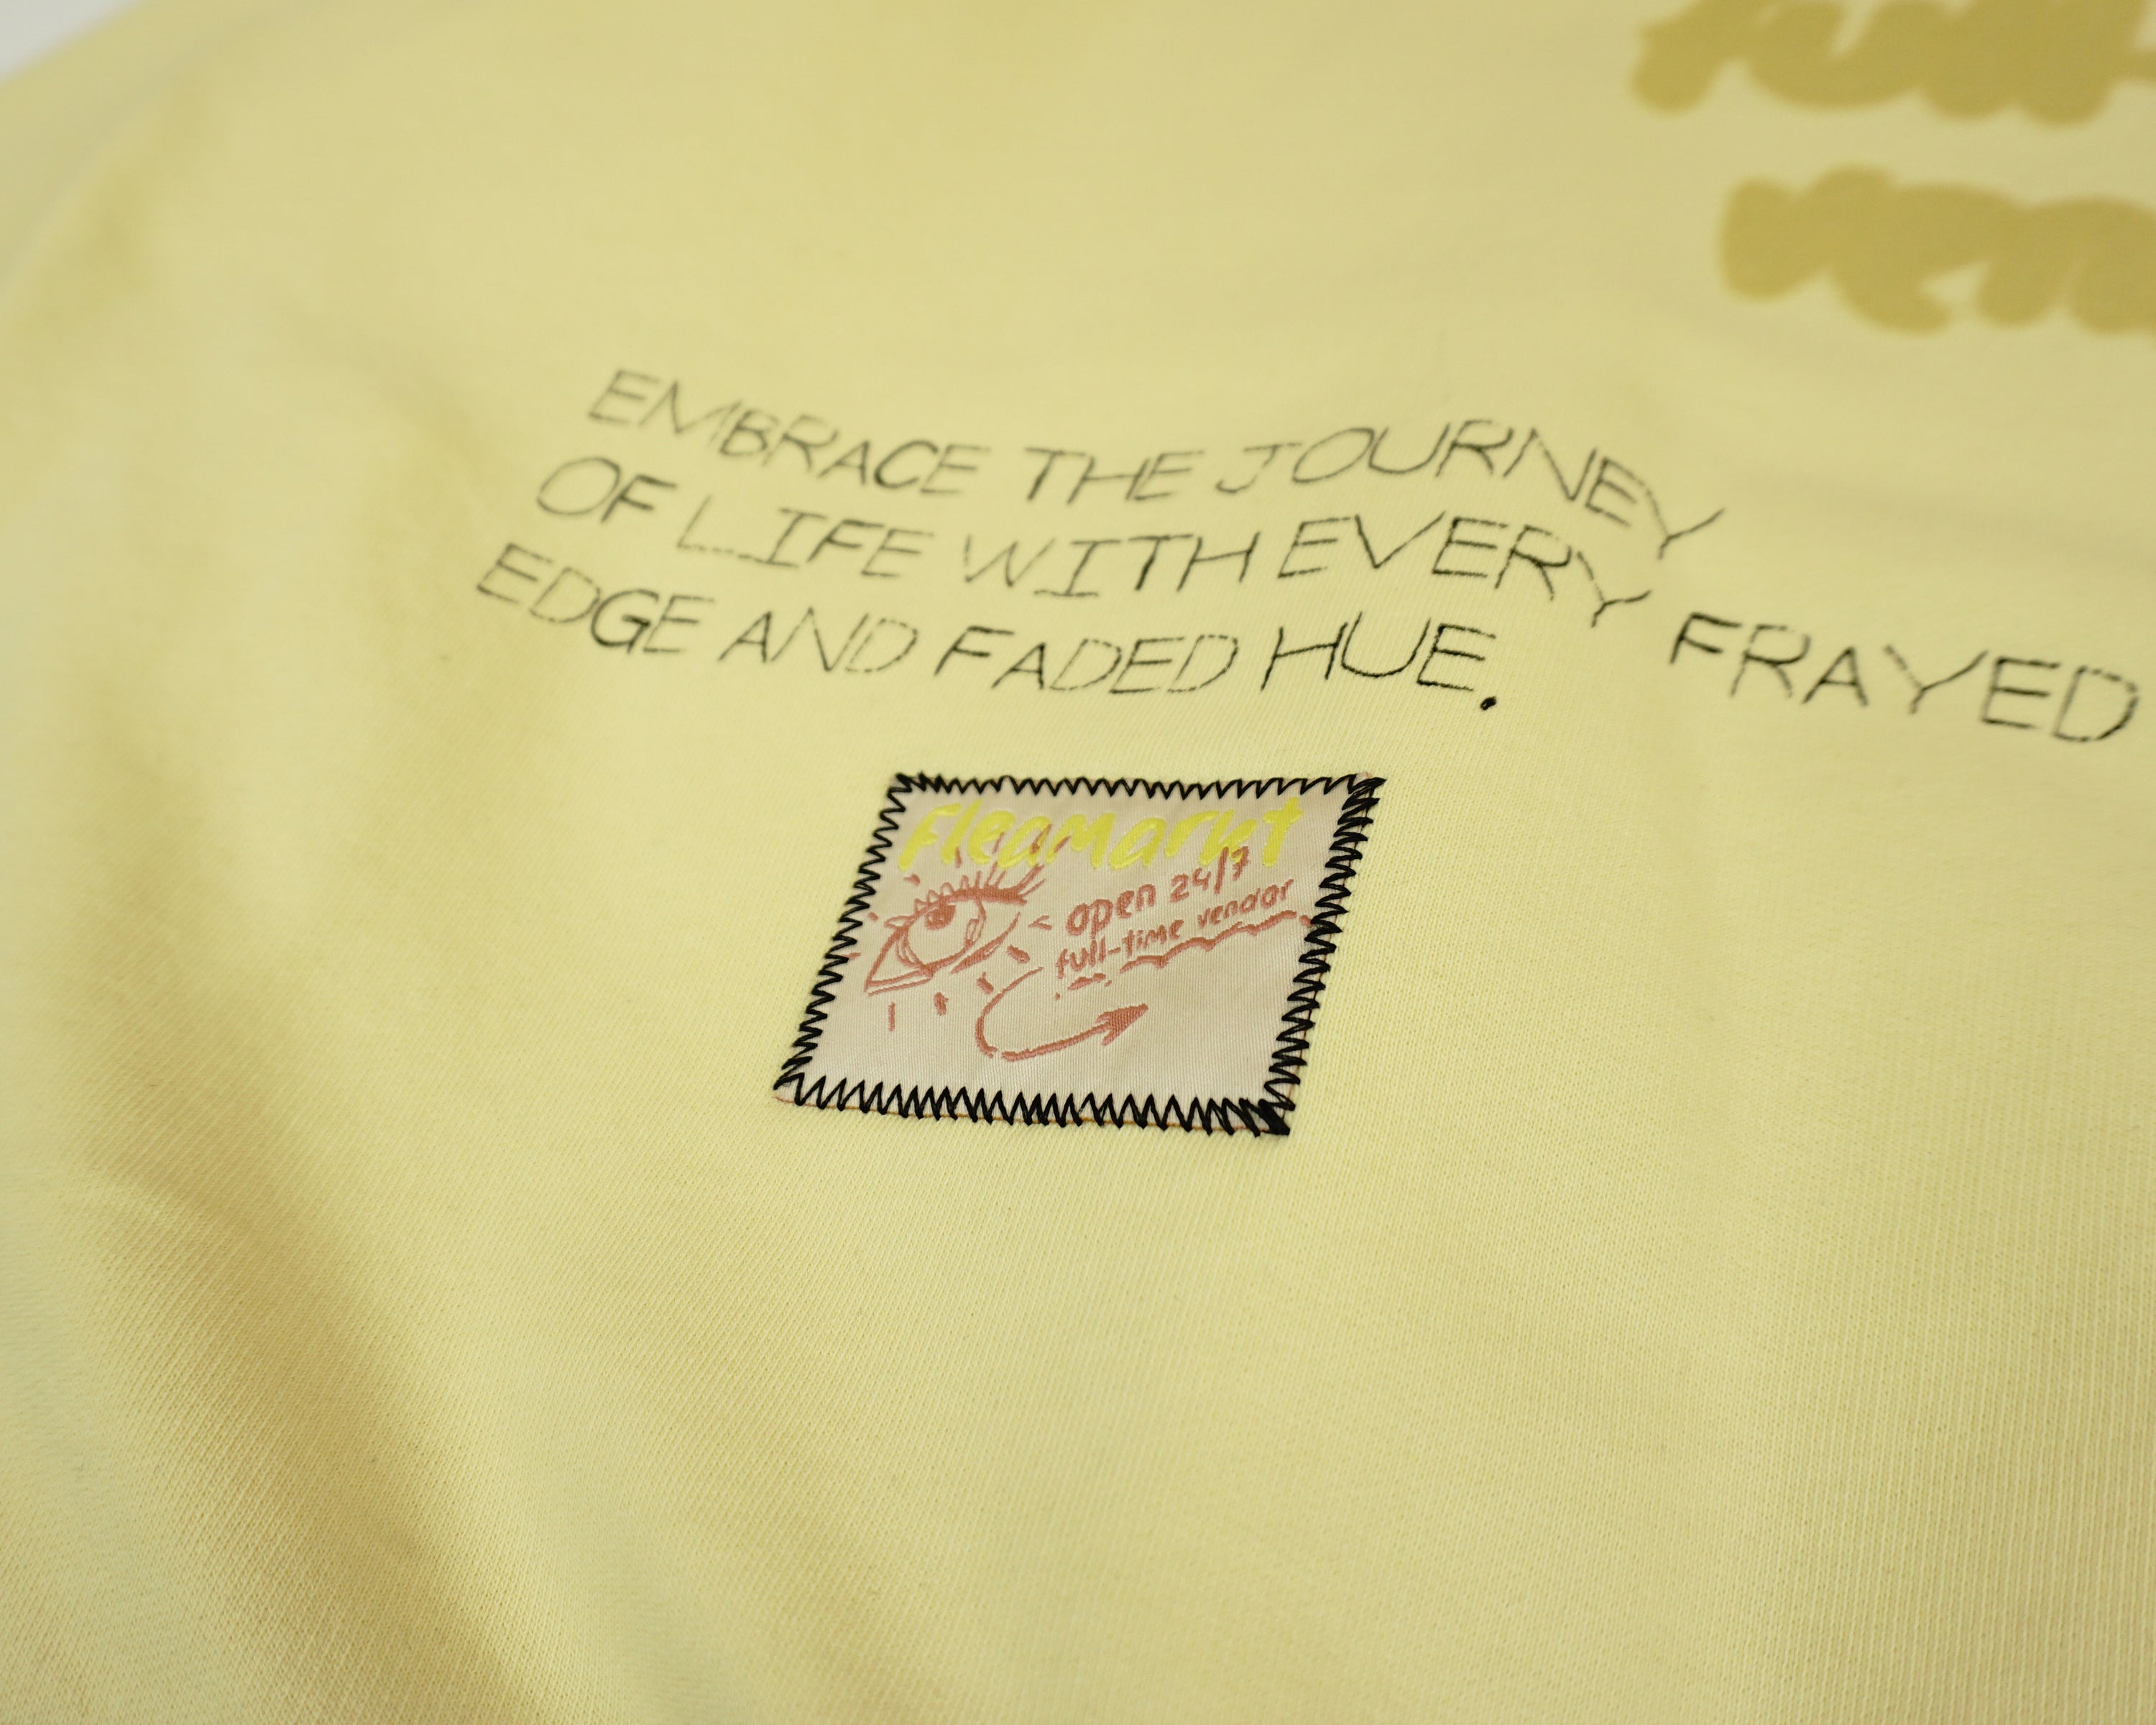 EMBRACE THE JOURNEY
OF LIFE WITH EVERY FRAYED
EDGE AND FADED HUE.
FleaMarkt
< open 24/7
full-time vendor